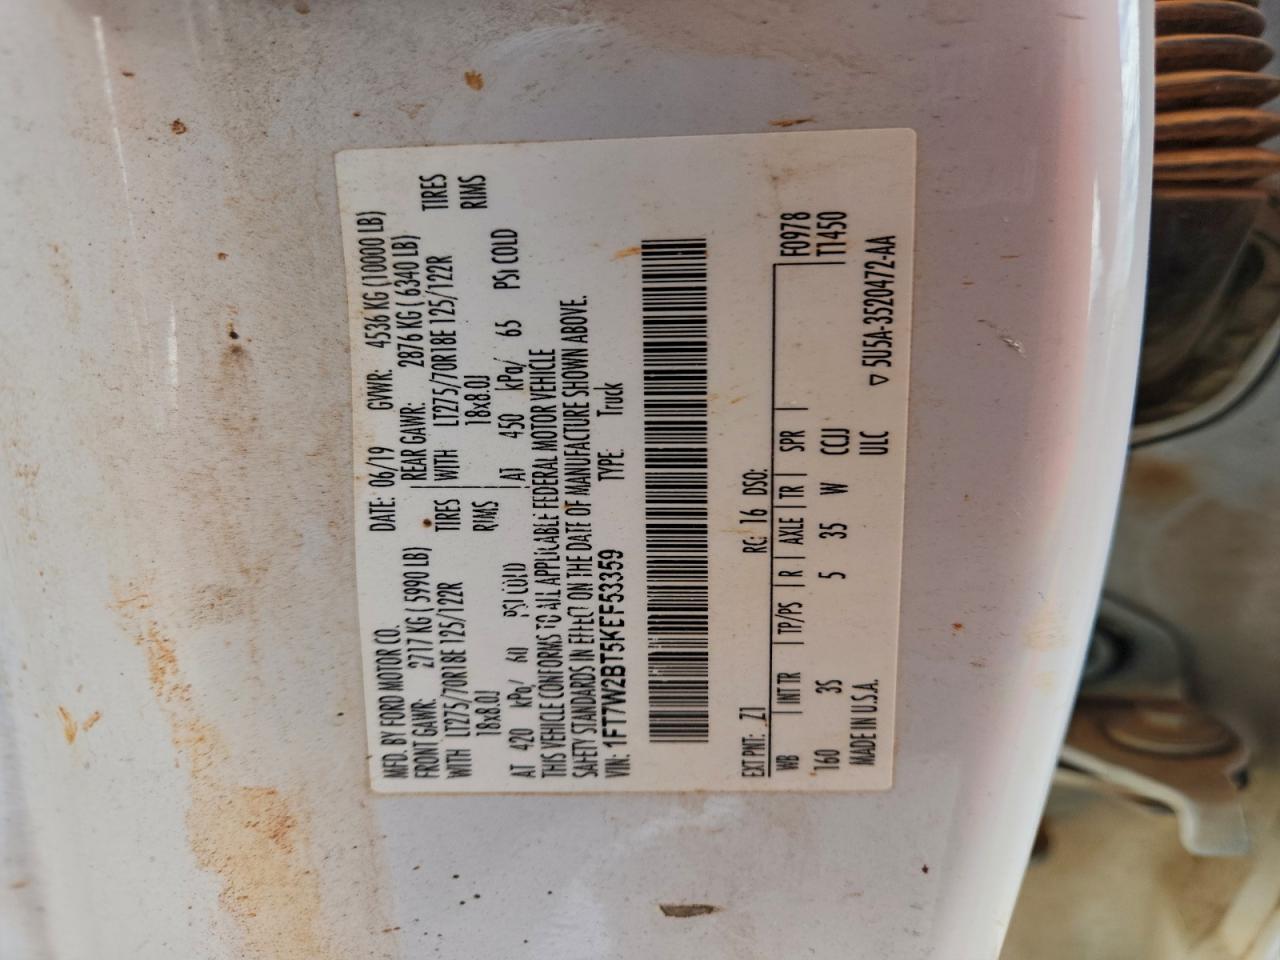 MFD. BY FORD MOTOR CO. DATE: 06/19 GVWR: 4536 KG (10000 LB)
FRONT GAWR: 2717 KG ( 5990 LB) REAR GAWR: 2876 KG ( 6340 LB)
WITH LT275/70R18E 125/122R TIRES WITH LT275/70R18E 125/122R TIRES
18x8.0J RIMS 18x8.0J RIMS
AT 420 kPa/ 60 PSI COLD AT 450 kPa/ 65 PSI COLD
THIS VEHICLE CONFORMS TO ALL APPLICABLE FEDERAL MOTOR VEHICLE
SAFETY STANDARDS IN EFFECT ON THE DATE OF MANUFACTURE SHOWN ABOVE.
VIN: 1FT7W2BT5KEF53359 TYPE: Truck
EXT PNT: Z1 RC: 16 DSO:
WB INT TR TP/PS R AXLE TR SPR F0978
160 3S 5 35 W CCUJ T1450
MADE IN U.S.A. ULC ▽ 5U5A-3520472-AA